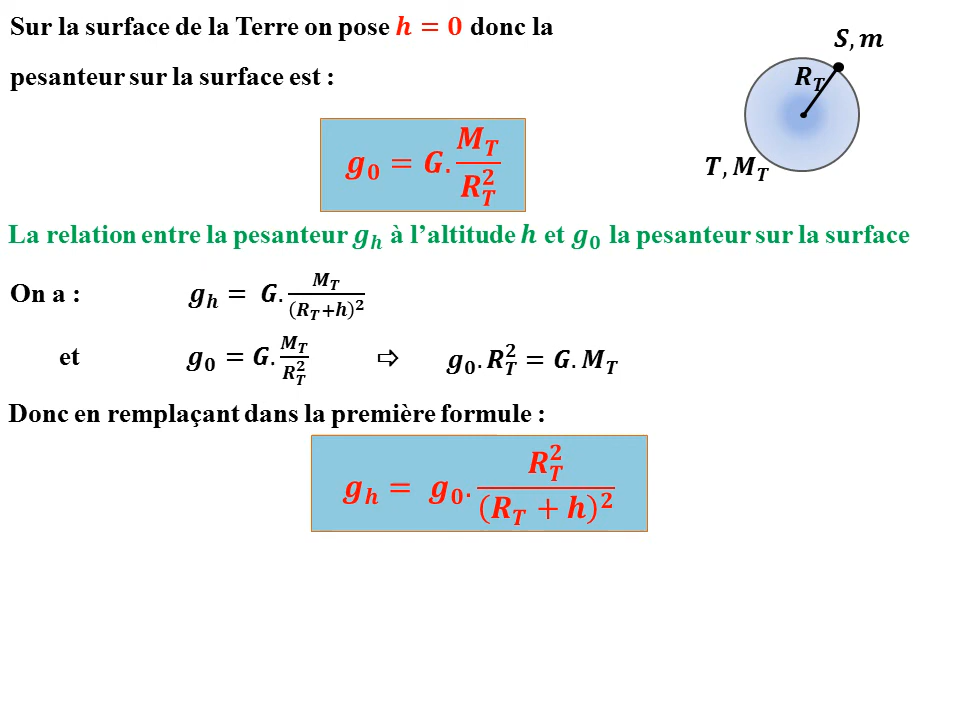 Sur la surface de la Terre on pose h = 0 donc la
pesanteur sur la surface est :
S, m
R_T
T, M_T
g_0 = G. M_T / R_T^2
La relation entre la pesanteur g_h à l’altitude h et g_0 la pesanteur sur la surface
On a : g_h = G. M_T / (R_T+h)^2
et g_0 = G. M_T / R_T^2 ⇨ g_0. R_T^2 = G. M_T
Donc en remplaçant dans la première formule :
g_h = g_0. R_T^2 / (R_T + h)^2